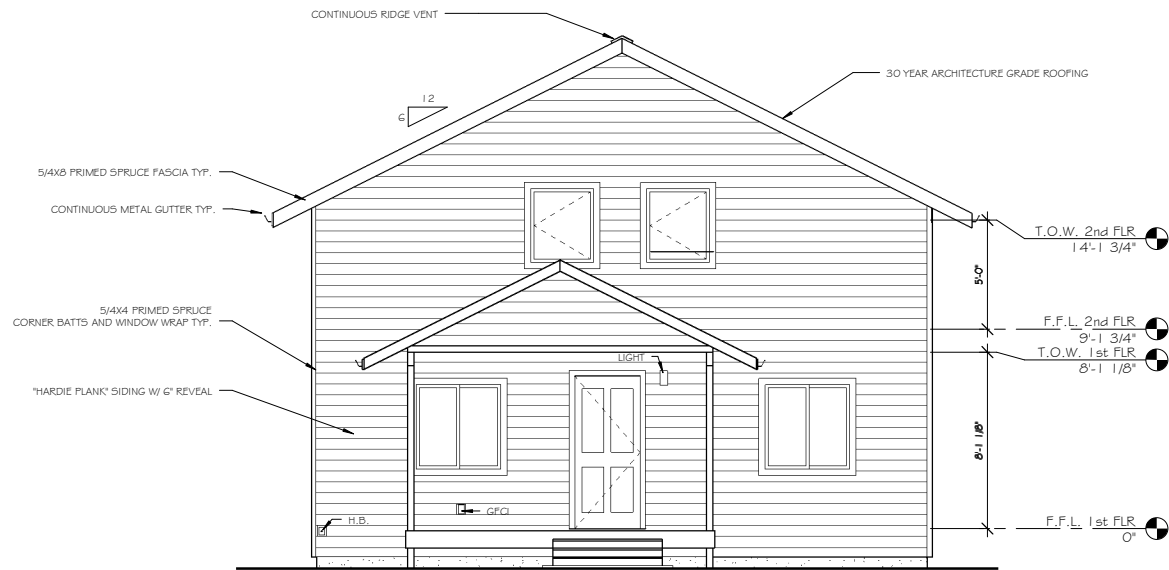 CONTINUOUS RIDGE VENT
30 YEAR ARCHITECTURE GRADE ROOFING
12
6
5/4X8 PRIMED SPRUCE FASCIA TYP.
CONTINUOUS METAL GUTTER TYP.
T.O.W. 2nd FLR
14'-1 3/4"
5'-0"
5/4X4 PRIMED SPRUCE
CORNER BATTS AND WINDOW WRAP TYP.
F.F.L. 2nd FLR
9'-1 3/4"
T.O.W. 1st FLR
8'-1 1/8"
LIGHT
"HARDIE PLANK" SIDING W/ 6" REVEAL
8'-1 1/8"
GFCI
H.B.
F.F.L. 1st FLR
0"